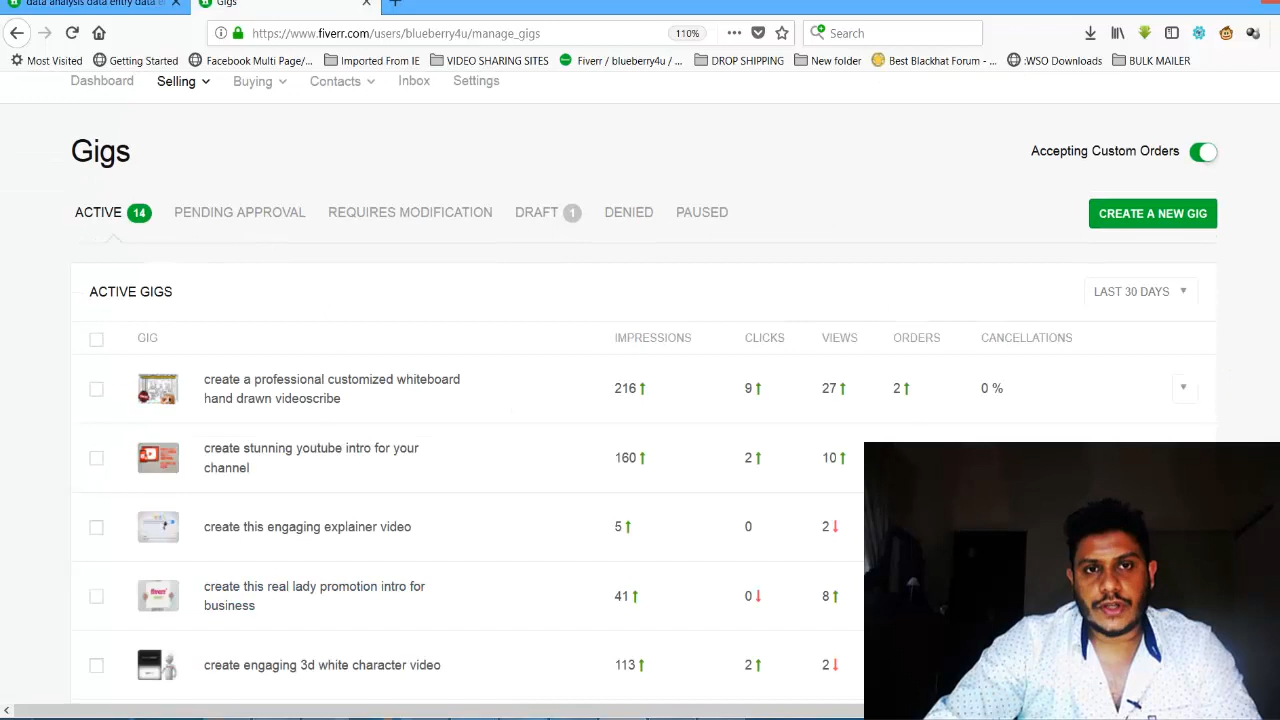 data analysis data entry data en
Gigs
https://www.fiverr.com/users/bluebery4u/manage_gigs
110%
Search
Most Visited
Getting Started
Facebook Multi Page/...
Imported From IE
VIDEO SHARING SITES
Fiverr / blueberry4u / ...
DROP SHIPPING
New folder
Best Blackhat Forum - ...
:WSO Downloads
BULK MAILER
Dashboard
Selling
Buying
Contacts
Inbox
Settings
Gigs
Accepting Custom Orders
ACTIVE 14
PENDING APPROVAL
REQUIRES MODIFICATION
DRAFT 1
DENIED
PAUSED
CREATE A NEW GIG
ACTIVE GIGS
LAST 30 DAYS
GIG
IMPRESSIONS
CLICKS
VIEWS
ORDERS
CANCELLATIONS
create a professional customized whiteboard
hand drawn videoscribe
216
9
27
2
0 %
create stunning youtube intro for your
channel
160
2
10
create this engaging explainer video
5
0
2
create this real lady promotion intro for
business
41
0
8
create engaging 3d white character video
113
2
2